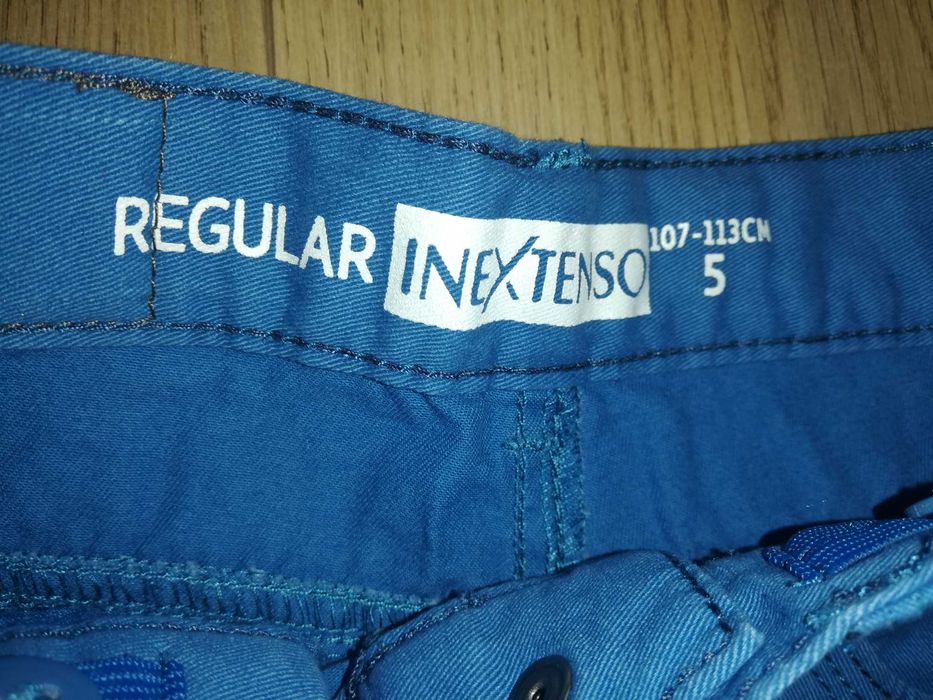 REGULAR INEXTENSO 107-113CM
5